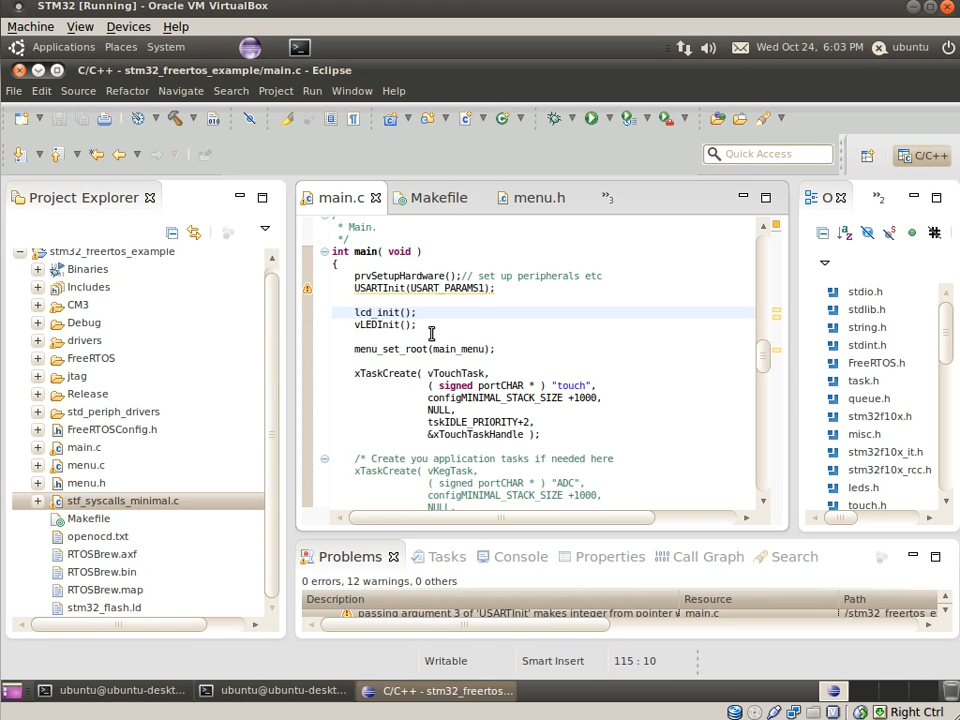 STM32 [Running] - Oracle VM VirtualBox
Machine View Devices Help
Applications Places System
Wed Oct 24, 6:03 PM ubuntu
C/C++ - stm32_freertos_example/main.c - Eclipse
File Edit Source Refactor Navigate Search Project Run Window Help
Quick Access
C/C++
Project Explorer
main.c
Makefile
menu.h
»3
O
»2
stm32_freertos_example
Binaries
Includes
CM3
Debug
drivers
FreeRTOS
jtag
Release
std_periph_drivers
FreeRTOSConfig.h
main.c
menu.c
menu.h
stf_syscalls_minimal.c
Makefile
openocd.txt
RTOSBrew.axf
RTOSBrew.bin
RTOSBrew.map
stm32_flash.ld
* Main.
*/
int main( void )
{
prvSetupHardware();// set up peripherals etc
USARTInit(USART_PARAMS1);
lcd_init();
vLEDInit();
menu_set_root(main_menu);
xTaskCreate( vTouchTask,
( signed portCHAR * ) "touch",
configMINIMAL_STACK_SIZE +1000,
NULL,
tskIDLE_PRIORITY+2,
&xTouchTaskHandle );
/* Create you application tasks if needed here
xTaskCreate( vKegTask,
( signed portCHAR * ) "ADC",
configMINIMAL_STACK_SIZE +1000,
NULL,
stdio.h
stdlib.h
string.h
stdint.h
FreeRTOS.h
task.h
queue.h
stm32f10x.h
misc.h
stm32f10x_it.h
stm32f10x_rcc.h
leds.h
touch.h
Problems
Tasks
Console
Properties
Call Graph
Search
0 errors, 12 warnings, 0 others
Description Resource Path
passing argument 3 of 'USARTInit' makes integer from pointer main.c /stm32_freertos_e
Writable Smart Insert 115 : 10
ubuntu@ubuntu-deskt...
ubuntu@ubuntu-deskt...
C/C++ - stm32_freertos...
Right Ctrl